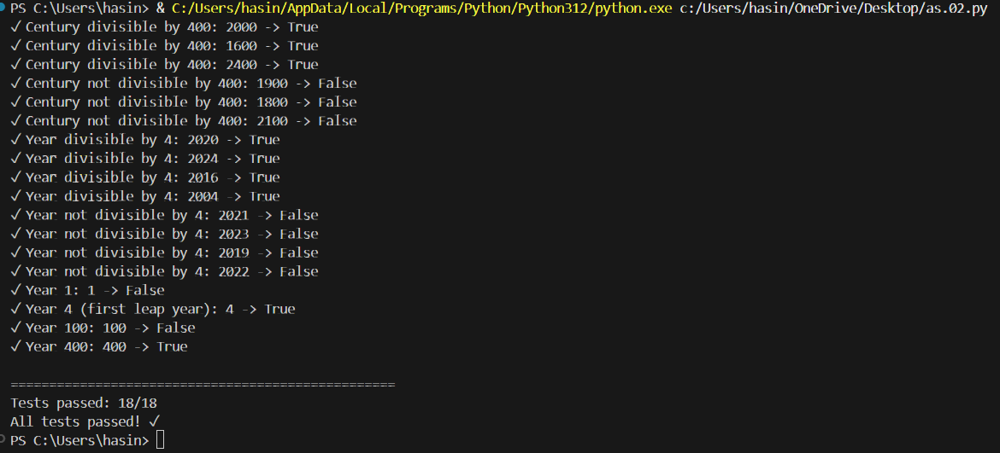 PS C:\Users\hasin> & C:/Users/hasin/AppData/Local/Programs/Python/Python312/python.exe c:/Users/hasin/OneDrive/Desktop/as.02.py
✓ Century divisible by 400: 2000 -> True
✓ Century divisible by 400: 1600 -> True
✓ Century divisible by 400: 2400 -> True
✓ Century not divisible by 400: 1900 -> False
✓ Century not divisible by 400: 1800 -> False
✓ Century not divisible by 400: 2100 -> False
✓ Year divisible by 4: 2020 -> True
✓ Year divisible by 4: 2024 -> True
✓ Year divisible by 4: 2016 -> True
✓ Year divisible by 4: 2004 -> True
✓ Year not divisible by 4: 2021 -> False
✓ Year not divisible by 4: 2023 -> False
✓ Year not divisible by 4: 2019 -> False
✓ Year not divisible by 4: 2022 -> False
✓ Year 1: 1 -> False
✓ Year 4 (first leap year): 4 -> True
✓ Year 100: 100 -> False
✓ Year 400: 400 -> True
==================================================
Tests passed: 18/18
All tests passed! ✓
PS C:\Users\hasin>